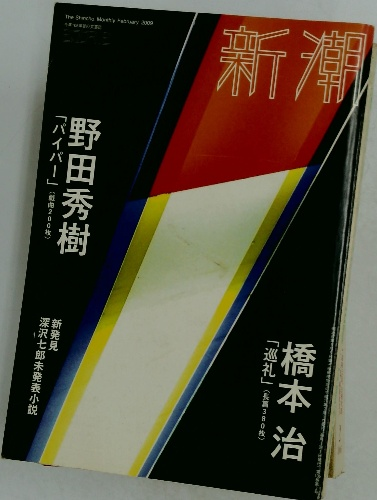 The Shincho Monthly February 2009
新潮
野田秀樹
「パイパー」(戯曲200枚)
橋本 治
「巡礼」(長篇380枚)
新発見
深沢七郎未発表小説